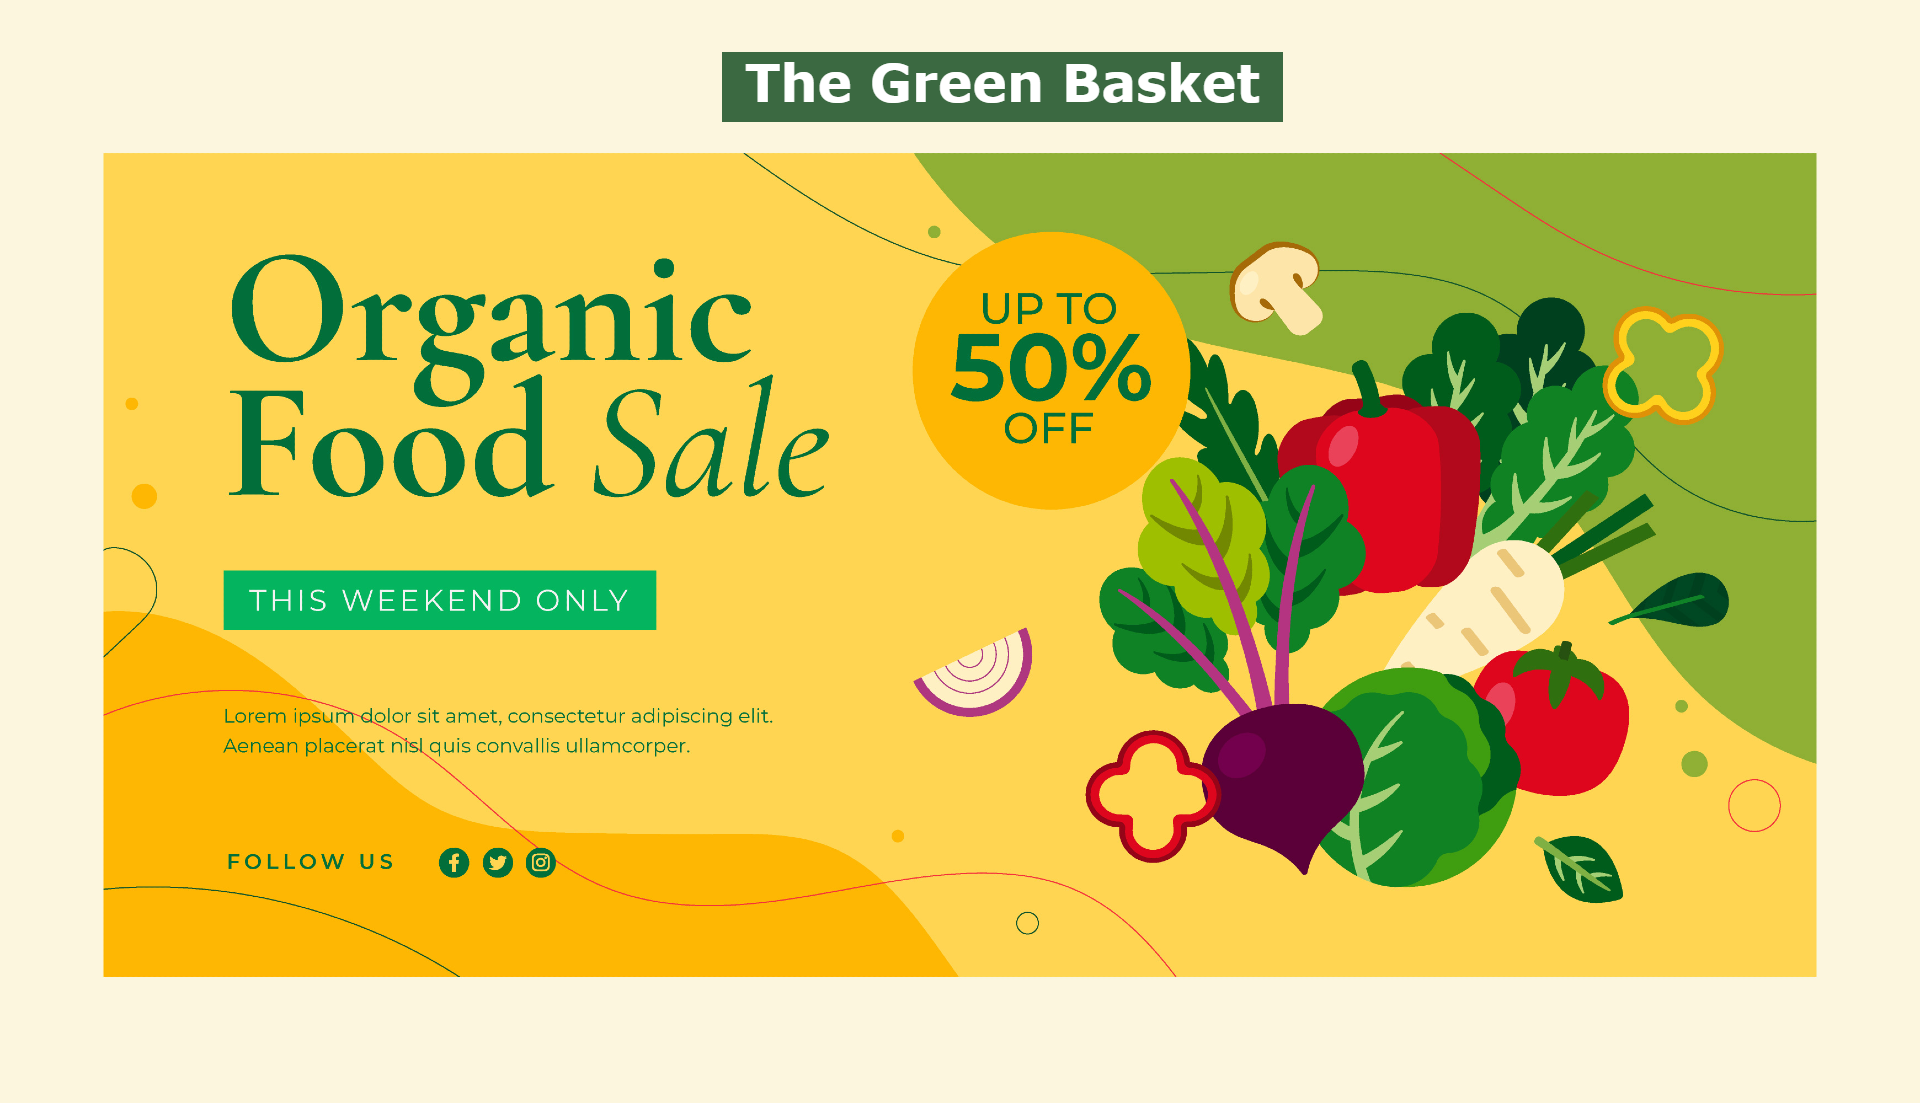 The Green Basket
Organic
Food Sale
UP TO
50%
OFF
THIS WEEKEND ONLY
Lorem ipsum dolor sit amet, consectetur adipiscing elit.
Aenean placerat nisl quis convallis ullamcorper.
FOLLOW US